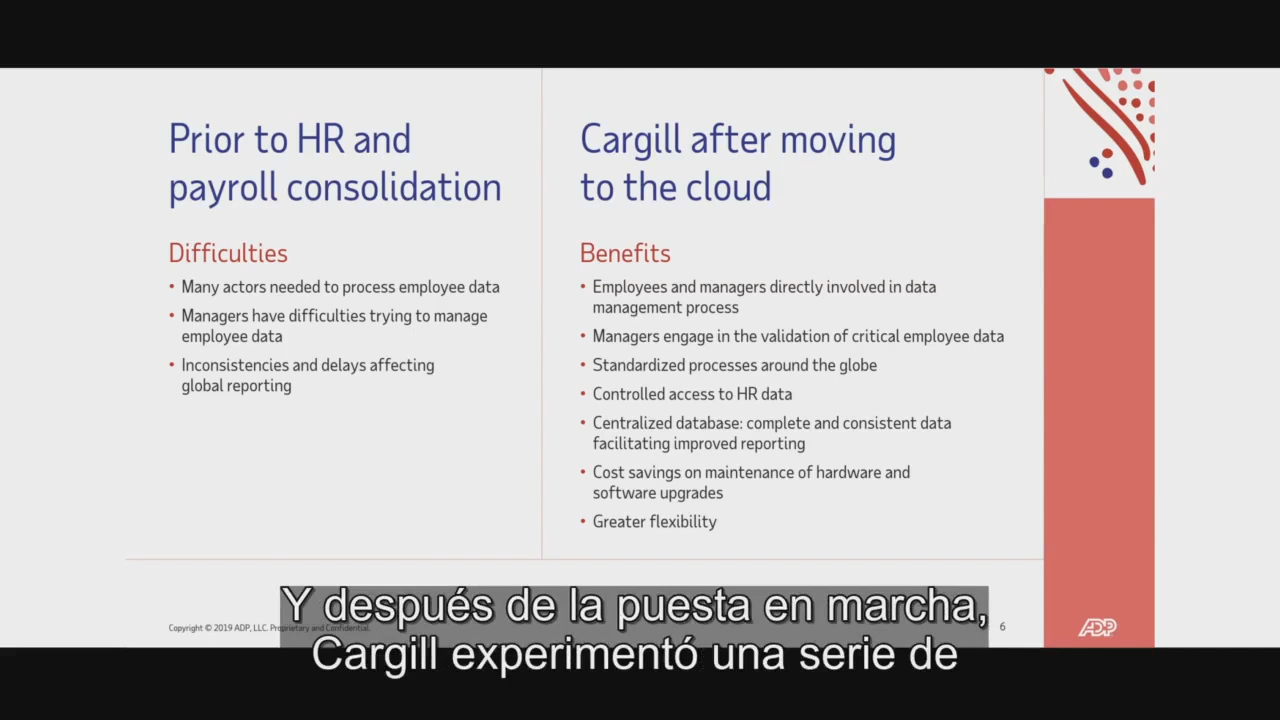 Prior to HR and
payroll consolidation
Difficulties
• Many actors needed to process employee data
• Managers have difficulties trying to manage
employee data
• Inconsistencies and delays affecting
global reporting
Cargill after moving
to the cloud
Benefits
• Employees and managers directly involved in data
management process
• Managers engage in the validation of critical employee data
• Standardized processes around the globe
• Controlled access to HR data
• Centralized database: complete and consistent data
facilitating improved reporting
• Cost savings on maintenance of hardware and
software upgrades
• Greater flexibility
Copyright © 2019 ADP, LLC. Proprietary and Confidential.
6
ADP
Y después de la puesta en marcha,
Cargill experimentó una serie de